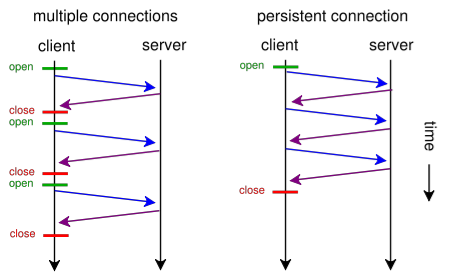 multiple connections
client
server
open
close
open
close
open
close
persistent connection
client
server
open
close
time